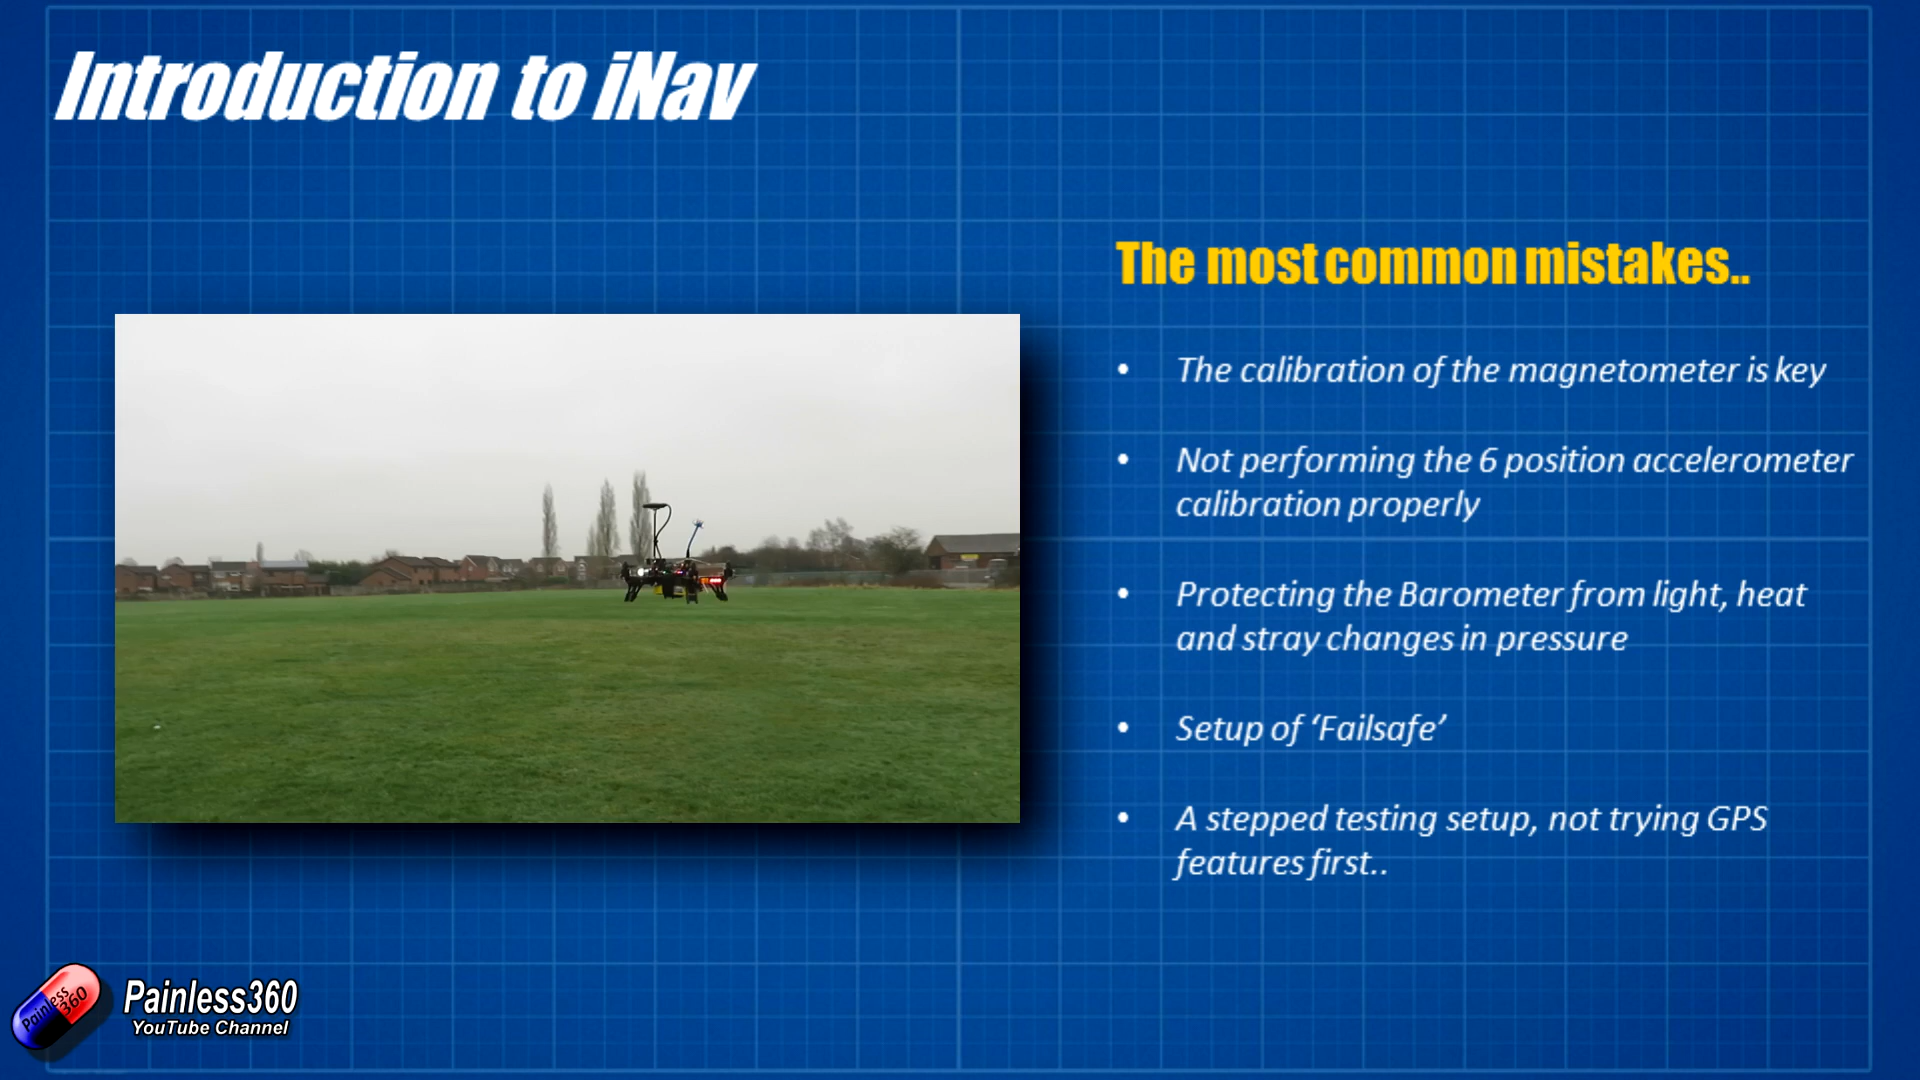 Introduction to iNav
The most common mistakes..
• The calibration of the magnetometer is key
• Not performing the 6 position accelerometer
calibration properly
• Protecting the Barometer from light, heat
and stray changes in pressure
• Setup of ‘Failsafe’
• A stepped testing setup, not trying GPS
features first..
Painless
360
Painless360
YouTube Channel